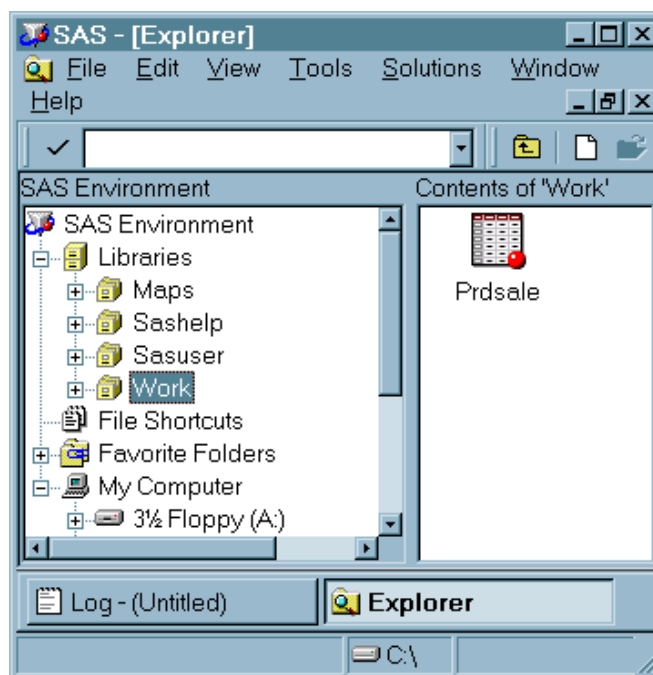 SAS - [Explorer]
File Edit View Tools Solutions Window
Help
SAS Environment
Contents of 'Work'
SAS Environment
Libraries
Maps
Sashelp
Sasuser
Work
File Shortcuts
Favorite Folders
My Computer
3½ Floppy (A:)
Prdsale
Log - (Untitled)
Explorer
C:\